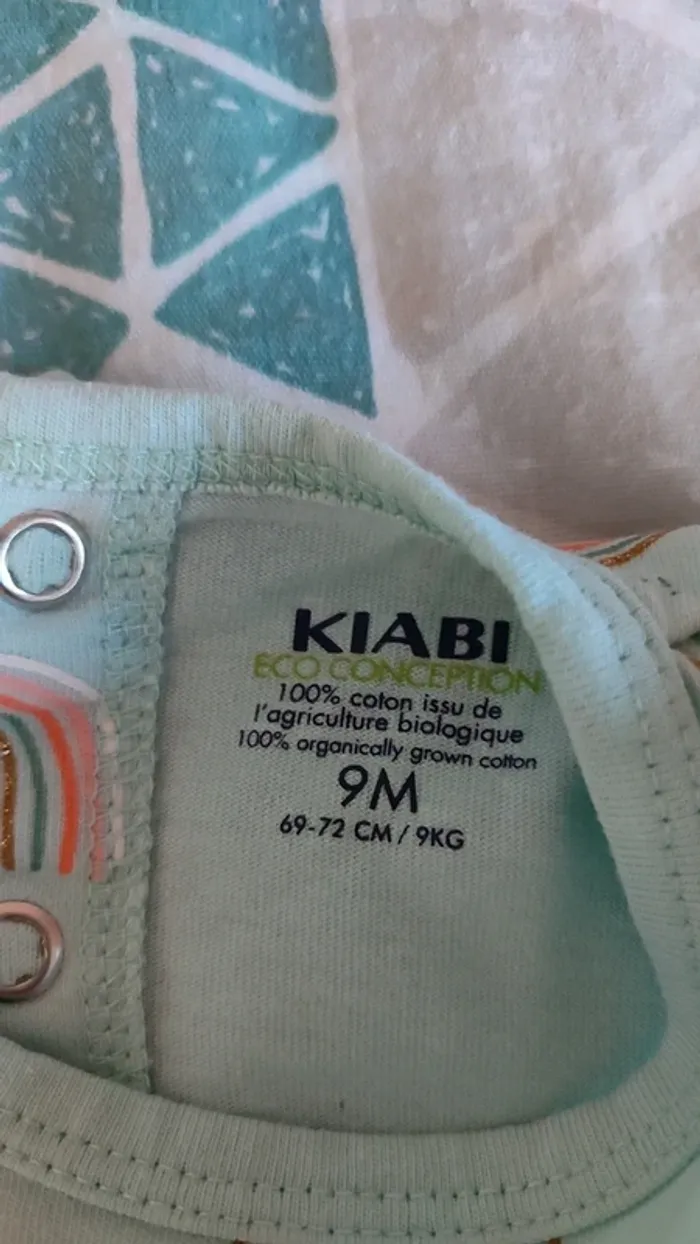 KIABI
ECO CONCEPTION
100% coton issu de
l'agriculture biologique
100% organically grown cotton
9M
69-72 CM / 9KG